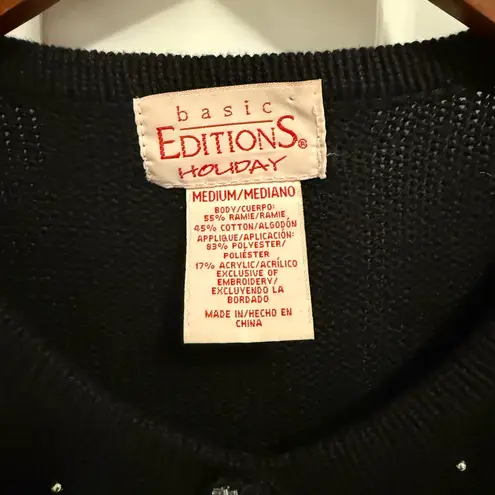 basic
EDITIONS®
HOLIDAY
MEDIUM/MEDIANO
BODY/CUERPO:
55% RAMIE/RAMIE
45% COTTON/ALGODÓN
APPLIQUE/APLICACIÓN:
83% POLYESTER/
POLIÉSTER
17% ACRYLIC/ACRÍLICO
EXCLUSIVE OF
EMBROIDERY/
EXCLUYENDO LA
BORDADO
MADE IN/HECHO EN
CHINA